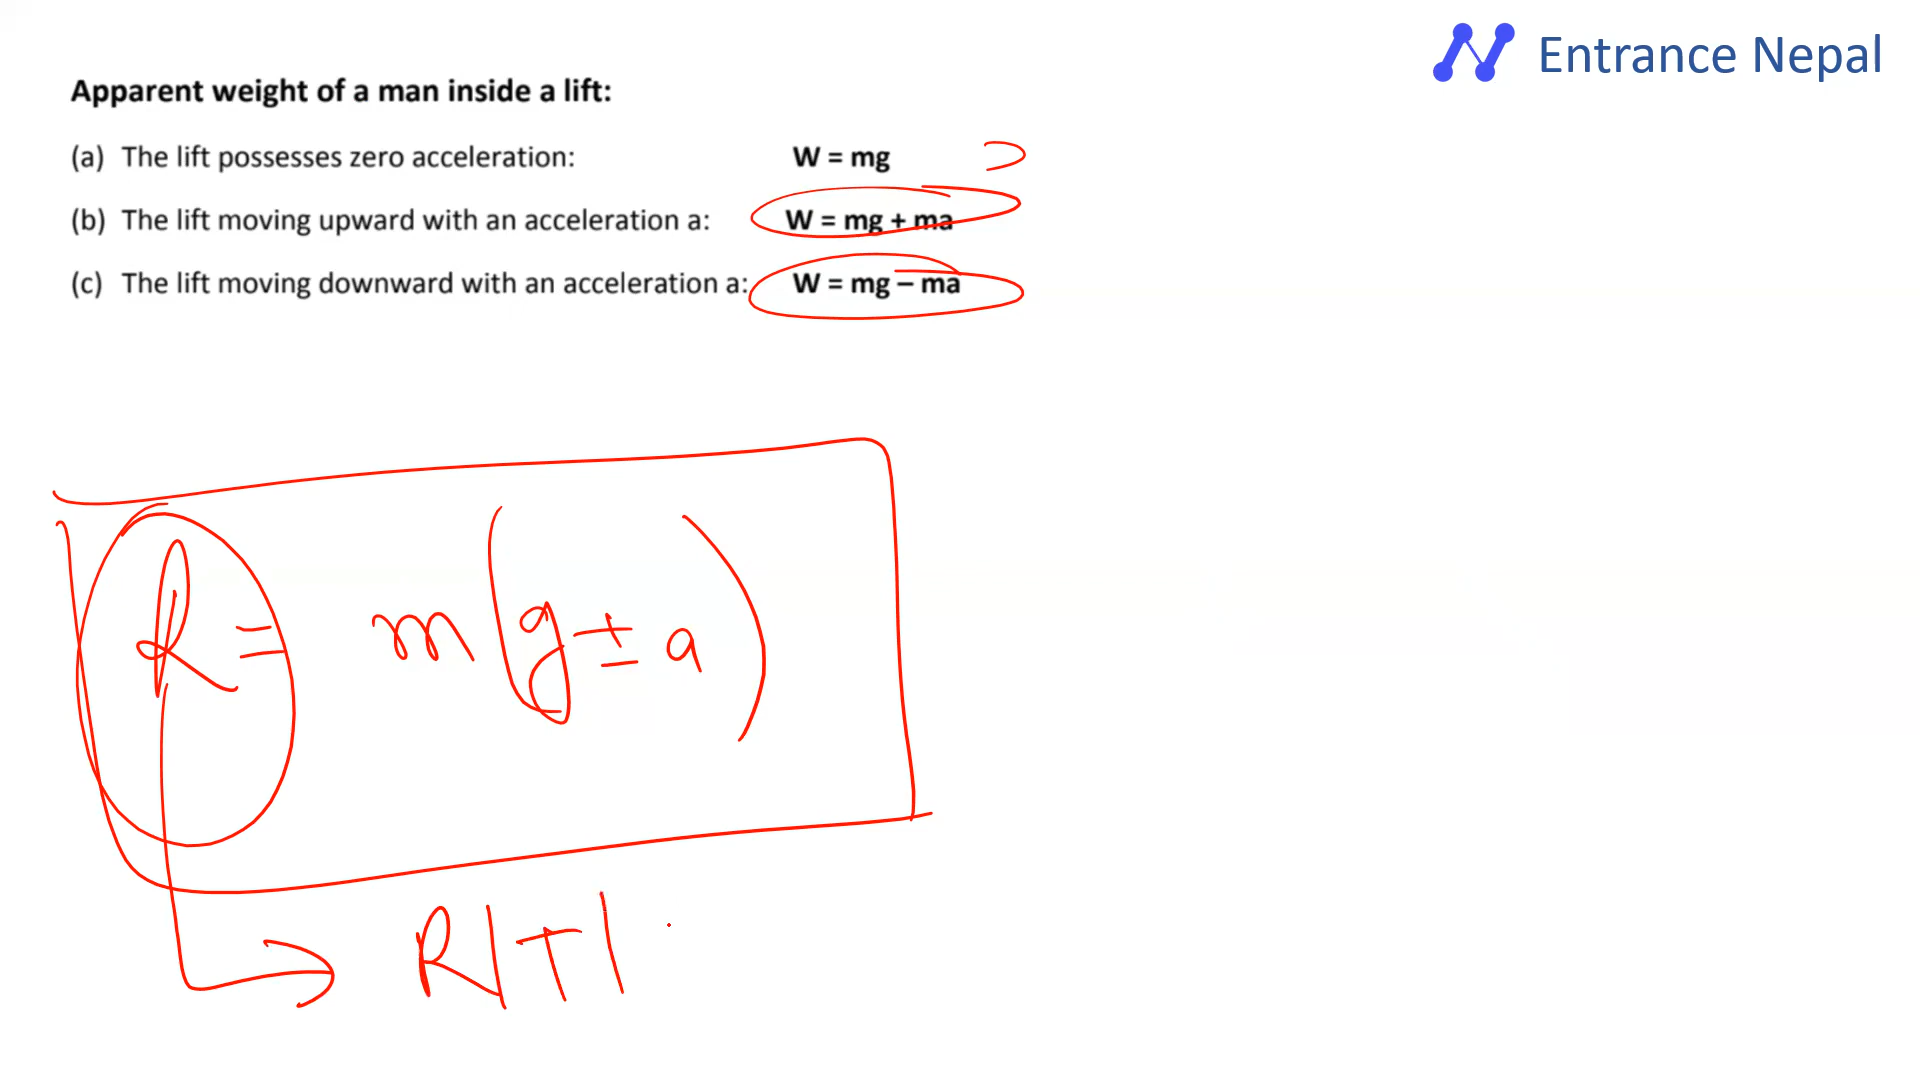 Entrance Nepal
Apparent weight of a man inside a lift:
(a) The lift possesses zero acceleration: W = mg
(b) The lift moving upward with an acceleration a: W = mg + ma
(c) The lift moving downward with an acceleration a: W = mg – ma
R = m(g ± a)
R/T/